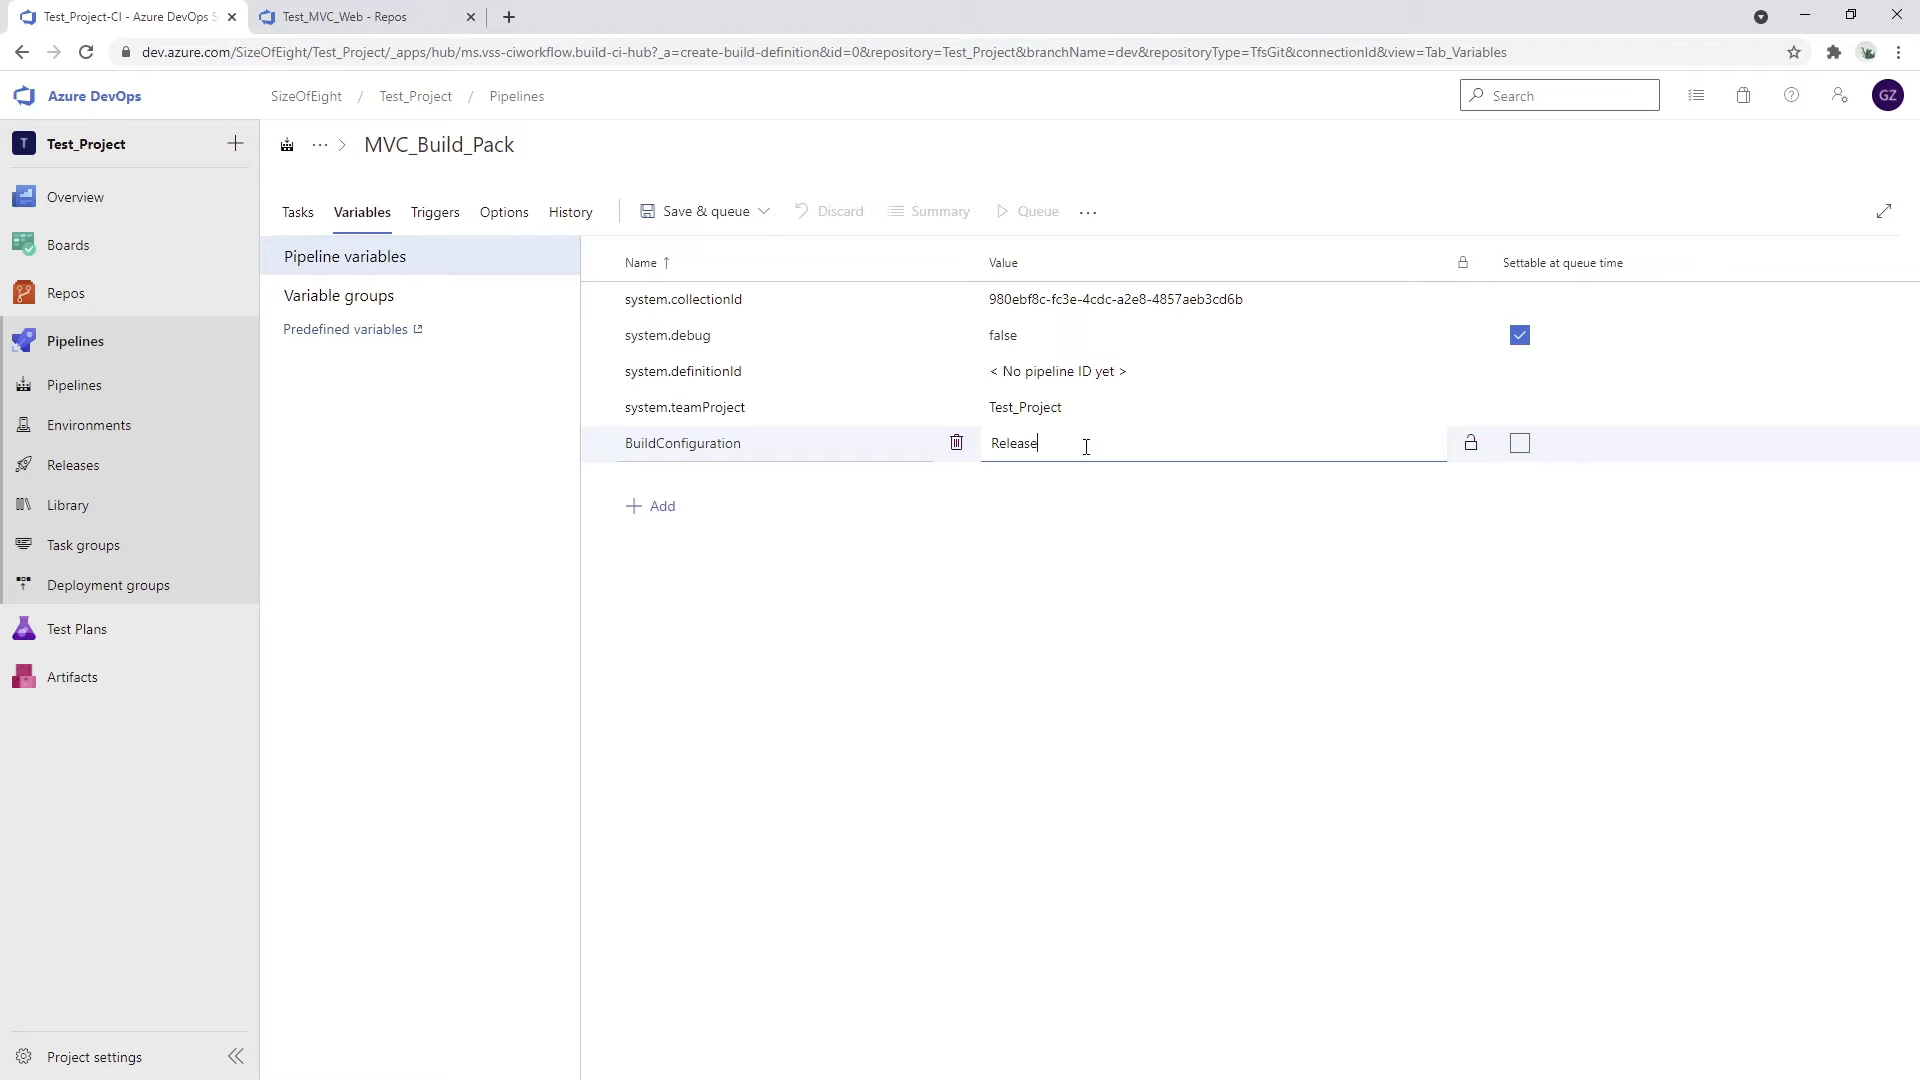 Test_Project-CI - Azure DevOps S
Test_MVC_Web - Repos
dev.azure.com/SizeOfEight/Test_Project/_apps/hub/ms.vss-ciworkflow.build-ci-hub?_a=create-build-definition&id=0&repository=Test_Project&branchName=dev&repositoryType=TfsGit&connectionId&view=Tab_Variables
Azure DevOps
SizeOfEight / Test_Project / Pipelines
Search
GZ
T Test_Project
MVC_Build_Pack
Overview
Boards
Repos
Pipelines
Pipelines
Environments
Releases
Library
Task groups
Deployment groups
Test Plans
Artifacts
Project settings
Tasks Variables Triggers Options History Save & queue Discard Summary Queue ...
Pipeline variables
Variable groups
Predefined variables
Name ↑ Value Settable at queue time
system.collectionId 980ebf8c-fc3e-4cdc-a2e8-4857aeb3cd6b
system.debug false
system.definitionId < No pipeline ID yet >
system.teamProject Test_Project
BuildConfiguration Release
Add